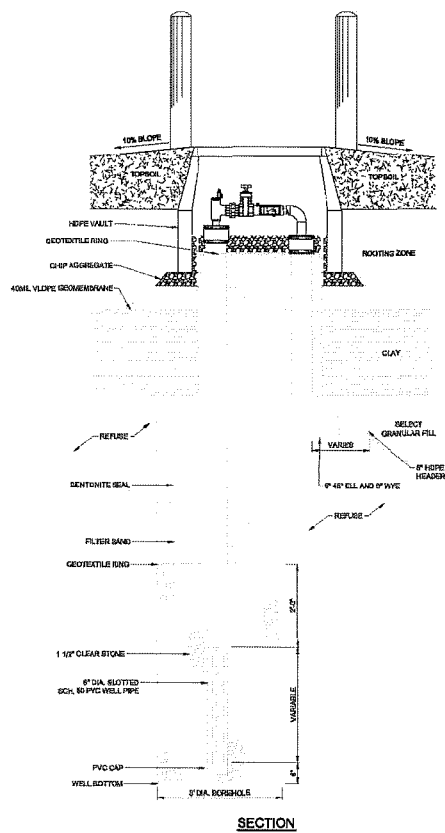 10% SLOPE
10% SLOPE
TOPSOIL
TOPSOIL
HDPE VAULT
GEOTEXTILE RING
ROOTING ZONE
CHIP AGGREGATE
40MIL VLDPE GEOMEMBRANE
CLAY
SELECT
GRANULAR FILL
REFUSE
VARIES
6" HDPE
HEADER
BENTONITE SEAL
6" 45° ELL AND 6" WYE
REFUSE
FILTER SAND
GEOTEXTILE RING
1 1/2" CLEAR STONE
6" DIA. SLOTTED
SCH. 80 PVC WELL PIPE
VARIABLE
PVC CAP
WELL BOTTOM
3' DIA. BOREHOLE
SECTION